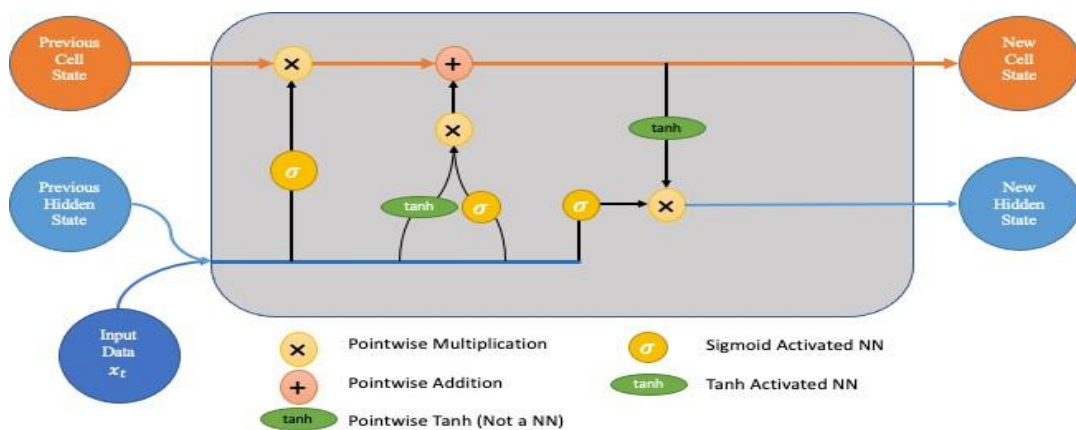 Previous
Cell
State
×
+
New
Cell
State
tanh
×
σ
Previous
Hidden
State
tanh
σ
σ
×
New
Hidden
State
Input
Data
xₜ
× Pointwise Multiplication
σ Sigmoid Activated NN
+ Pointwise Addition
tanh Tanh Activated NN
tanh Pointwise Tanh (Not a NN)